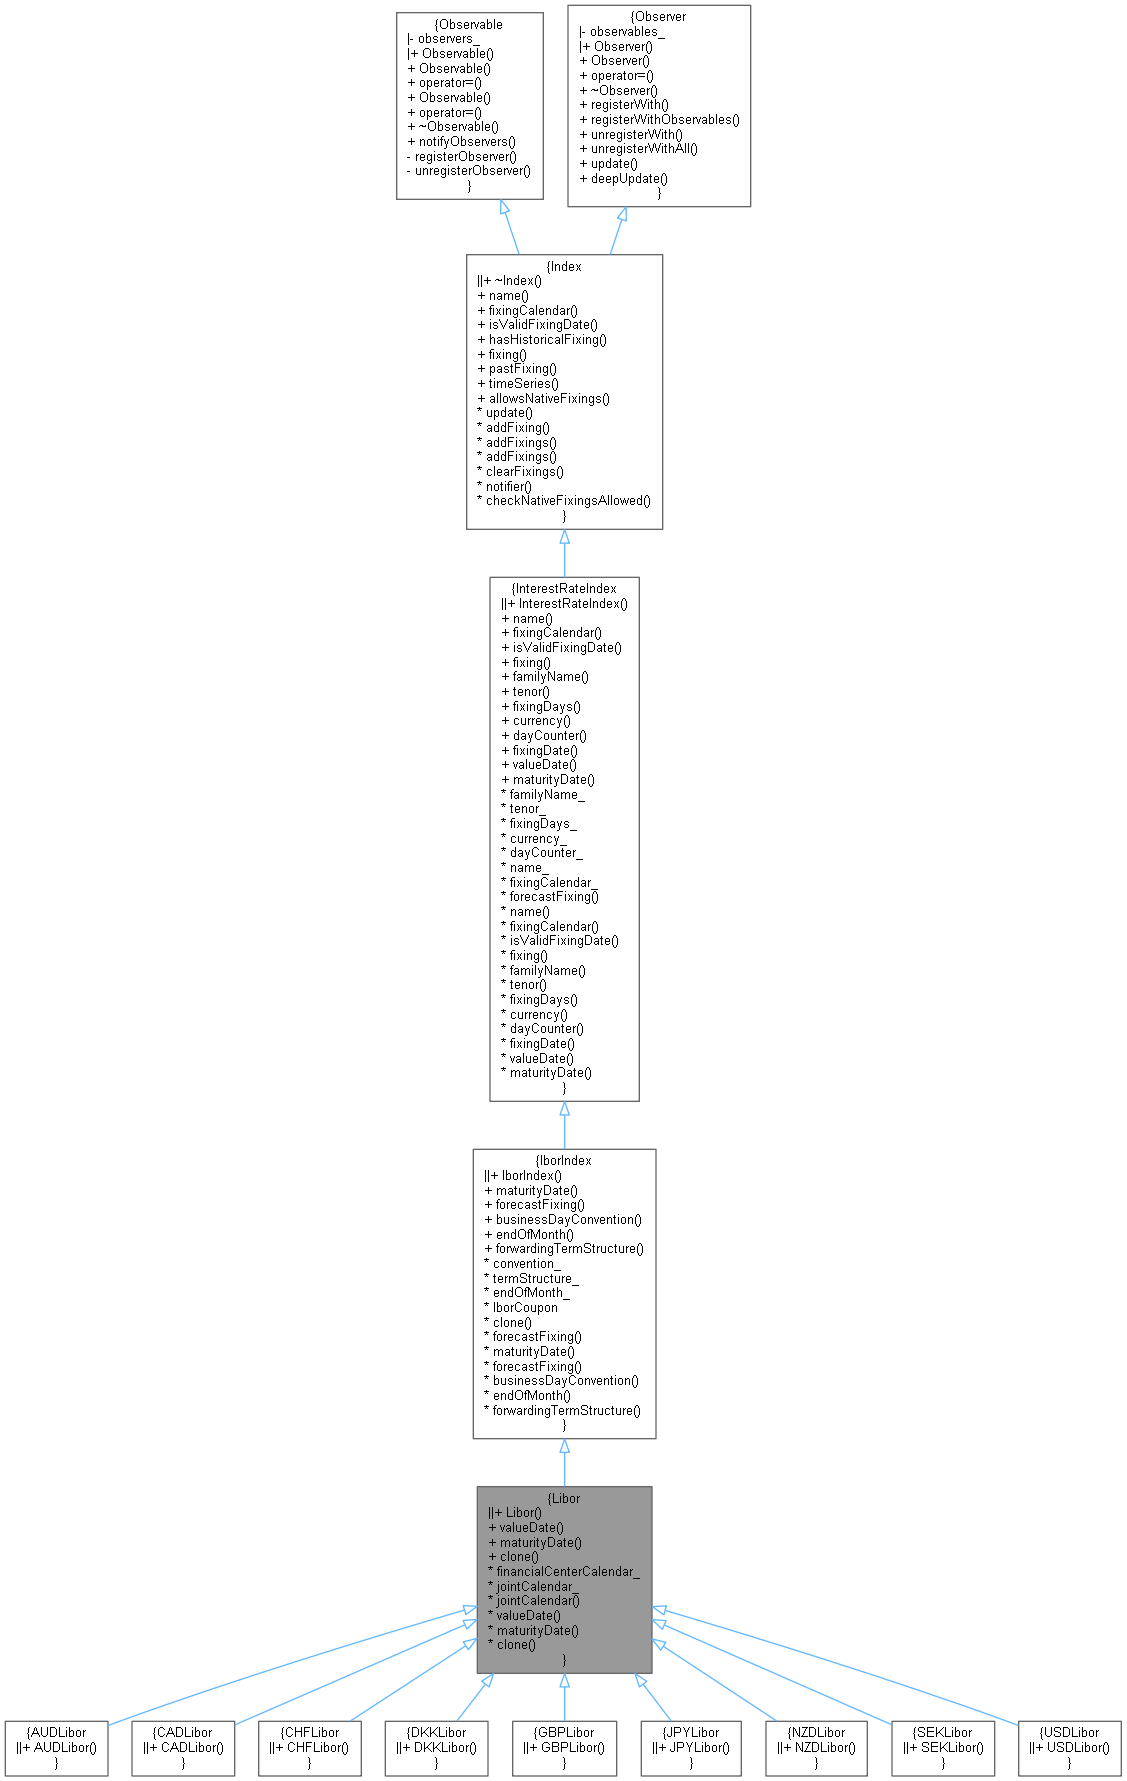 {Observable
|- observers_
|+ Observable()
+ Observable()
+ operator=()
+ Observable()
+ operator=()
+ ~Observable()
+ notifyObservers()
- registerObserver()
- unregisterObserver()
}
{Observer
|- observables_
|+ Observer()
+ Observer()
+ operator=()
+ ~Observer()
+ registerWith()
+ registerWithObservables()
+ unregisterWith()
+ unregisterWithAll()
+ update()
+ deepUpdate()
}
{Index
||+ ~Index()
+ name()
+ fixingCalendar()
+ isValidFixingDate()
+ hasHistoricalFixing()
+ fixing()
+ pastFixing()
+ timeSeries()
+ allowsNativeFixings()
* update()
* addFixing()
* addFixings()
* addFixings()
* clearFixings()
* notifier()
* checkNativeFixingsAllowed()
}
{InterestRateIndex
||+ InterestRateIndex()
+ name()
+ fixingCalendar()
+ isValidFixingDate()
+ fixing()
+ familyName()
+ tenor()
+ fixingDays()
+ currency()
+ dayCounter()
+ fixingDate()
+ valueDate()
+ maturityDate()
* familyName_
* tenor_
* fixingDays_
* currency_
* dayCounter_
* name_
* fixingCalendar_
* forecastFixing()
* name()
* fixingCalendar()
* isValidFixingDate()
* fixing()
* familyName()
* tenor()
* fixingDays()
* currency()
* dayCounter()
* fixingDate()
* valueDate()
* maturityDate()
}
{IborIndex
||+ IborIndex()
+ maturityDate()
+ forecastFixing()
+ businessDayConvention()
+ endOfMonth()
+ forwardingTermStructure()
* convention_
* termStructure_
* endOfMonth_
* IborCoupon
* clone()
* forecastFixing()
* maturityDate()
* forecastFixing()
* businessDayConvention()
* endOfMonth()
* forwardingTermStructure()
}
{Libor
||+ Libor()
+ valueDate()
+ maturityDate()
+ clone()
* financialCenterCalendar_
* jointCalendar_
* jointCalendar()
* valueDate()
* maturityDate()
* clone()
}
{AUDLibor
||+ AUDLibor()
}
{CADLibor
||+ CADLibor()
}
{CHFLibor
||+ CHFLibor()
}
{DKKLibor
||+ DKKLibor()
}
{GBPLibor
||+ GBPLibor()
}
{JPYLibor
||+ JPYLibor()
}
{NZDLibor
||+ NZDLibor()
}
{SEKLibor
||+ SEKLibor()
}
{USDLibor
||+ USDLibor()
}